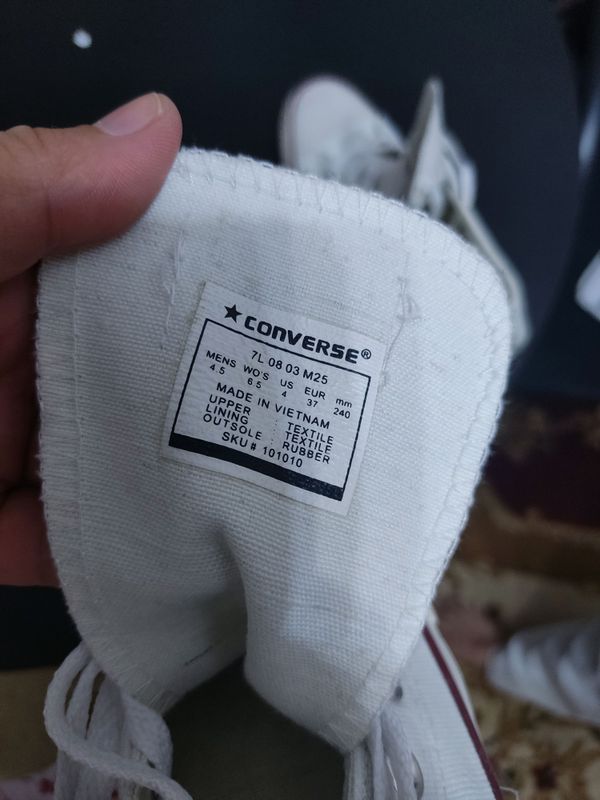 CONVERSE®
7L 08 03 M25
MENS WO'S US EUR mm
4.5 6.5 4 37 240
MADE IN VIETNAM
UPPER : TEXTILE
LINING : TEXTILE
OUTSOLE : RUBBER
SKU # 101010